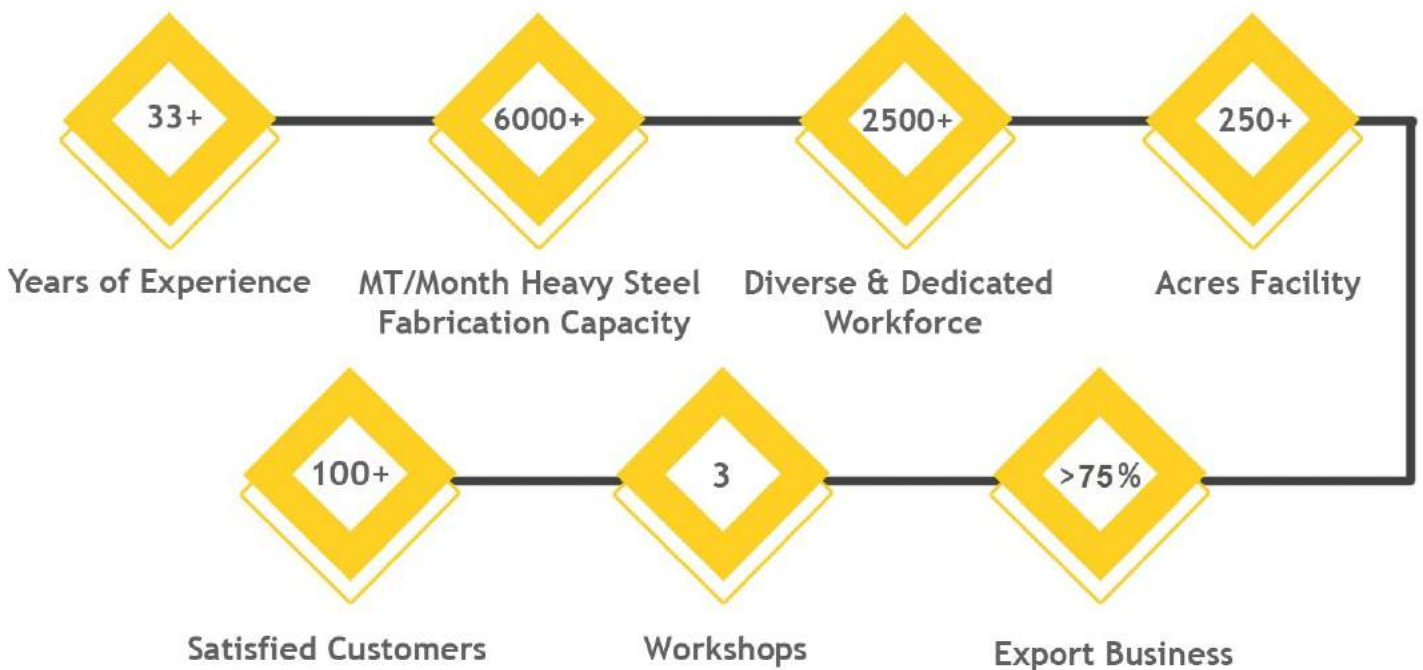 33+
6000+
2500+
250+
Years of Experience
MT/Month Heavy Steel
Fabrication Capacity
Diverse & Dedicated
Workforce
Acres Facility
100+
3
>75%
Satisfied Customers
Workshops
Export Business